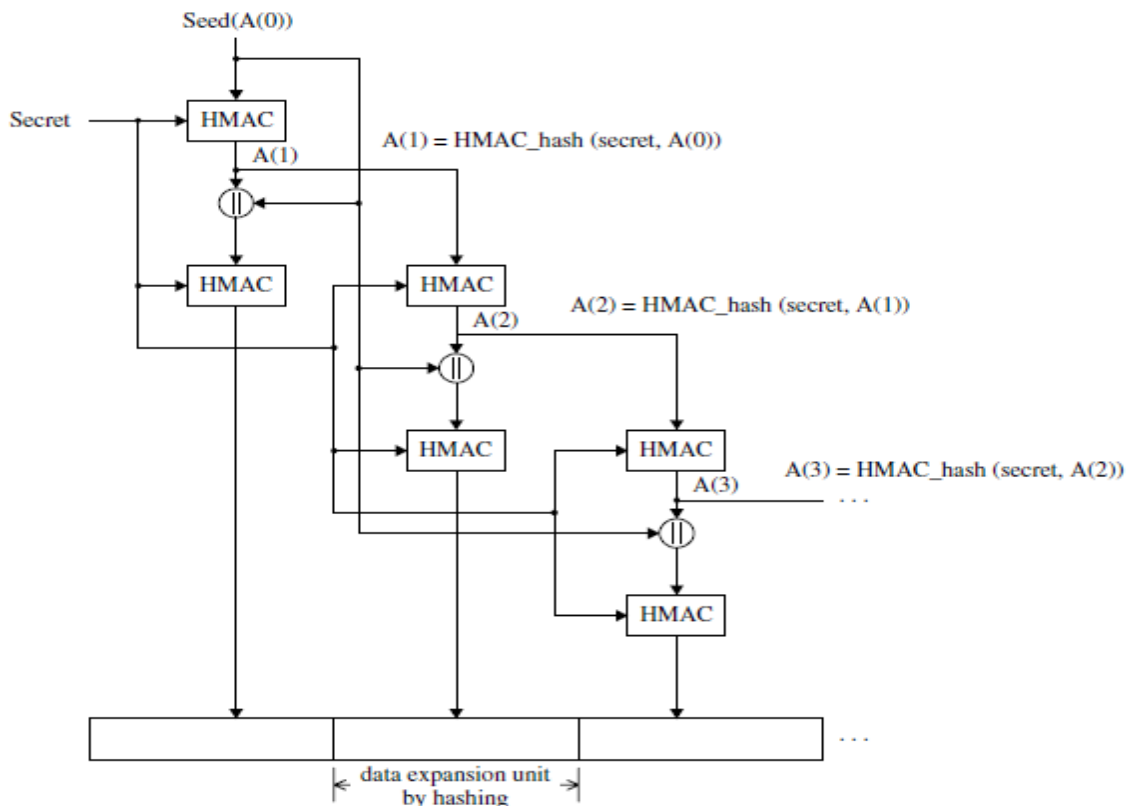 Seed(A(0))
Secret
HMAC
A(1) = HMAC_hash (secret, A(0))
A(1)
||
HMAC
HMAC
A(2) = HMAC_hash (secret, A(1))
A(2)
||
HMAC
HMAC
A(3) = HMAC_hash (secret, A(2))
A(3)
. . .
||
HMAC
. . .
data expansion unit
by hashing